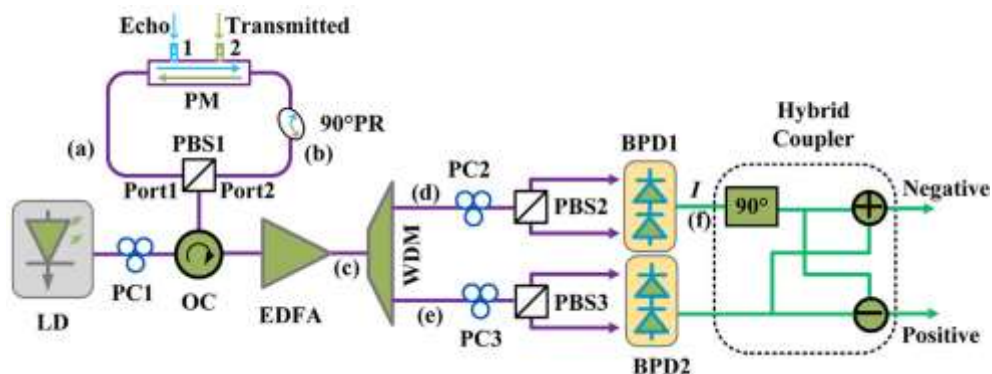 Echo Transmitted
1 2
PM
90°PR
(a)
(b)
PBS1
Port1 Port2
LD
PC1
OC
EDFA
(c)
WDM
(d)
PC2
PBS2
BPD1
(e)
PC3
PBS3
BPD2
I
(f)
Hybrid
Coupler
90°
+
−
Negative
Positive